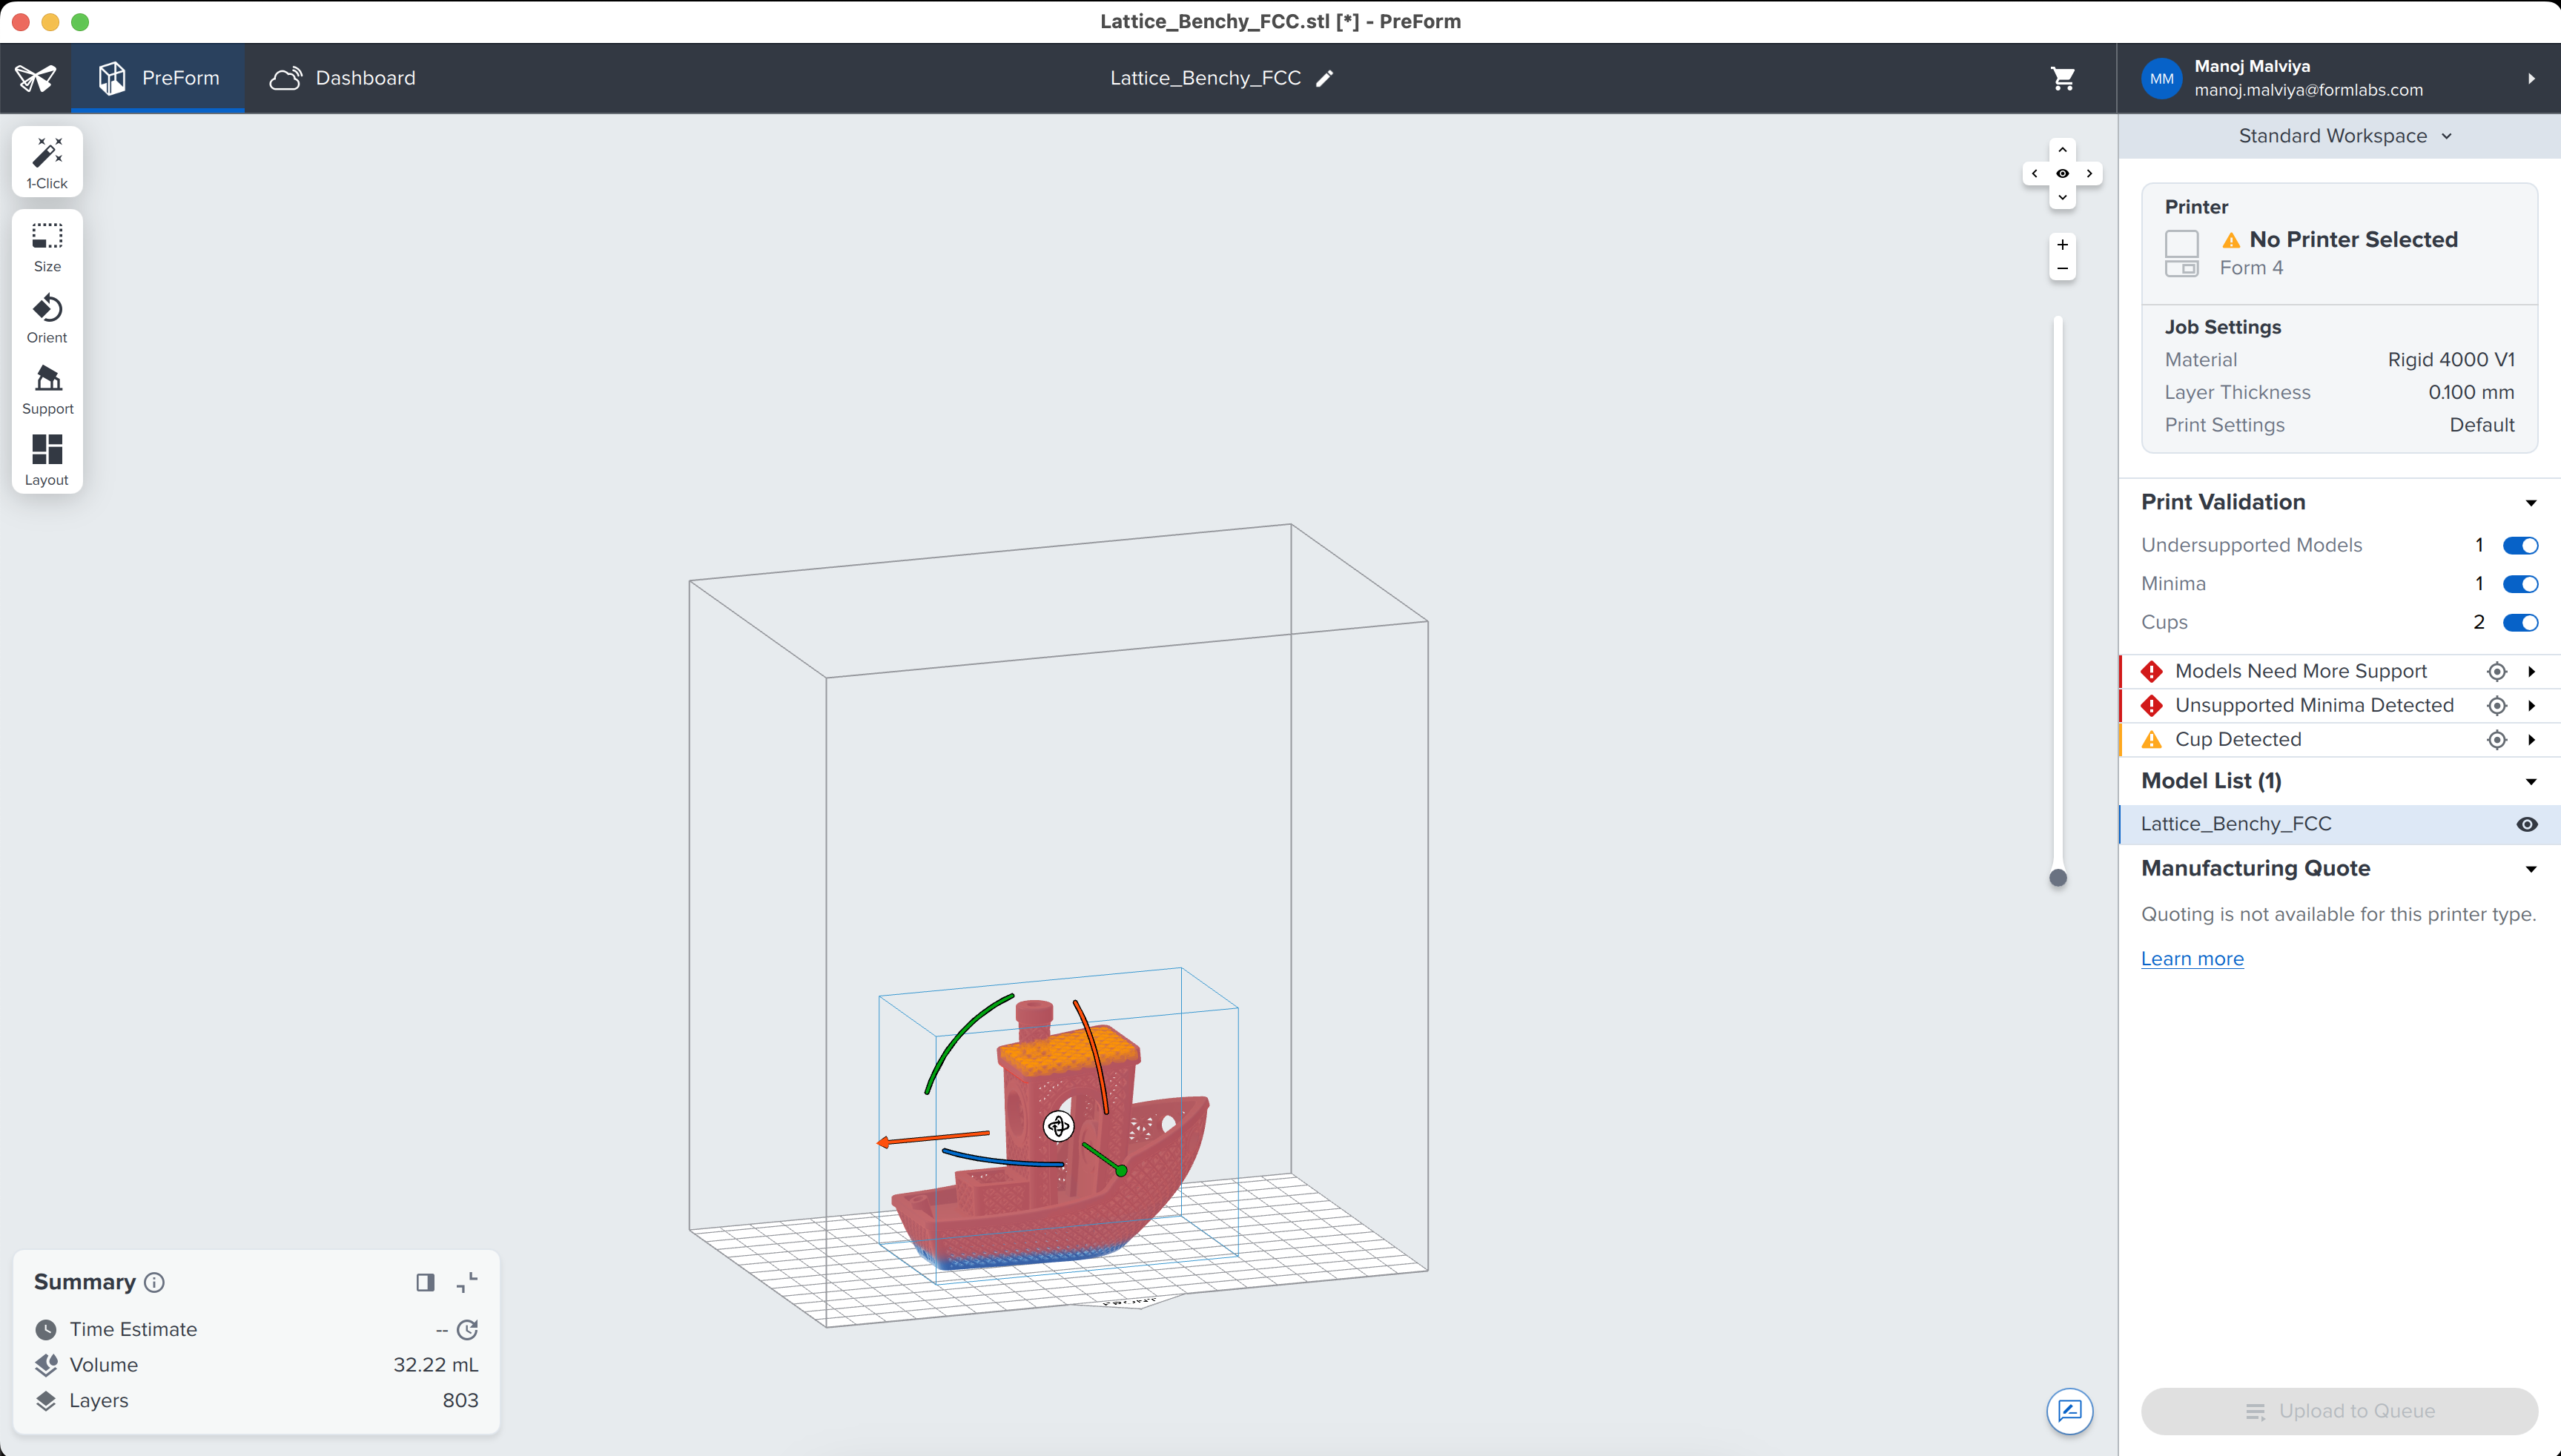 Lattice_Benchy_FCC.stl [*] - PreForm
PreForm
Dashboard
Lattice_Benchy_FCC
MM
Manoj Malviya
manoj.malviya@formlabs.com
1-Click
Size
Orient
Support
Layout
Standard Workspace
Printer
No Printer Selected
Form 4
Job Settings
Material Rigid 4000 V1
Layer Thickness 0.100 mm
Print Settings Default
Print Validation
Undersupported Models 1
Minima 1
Cups 2
Models Need More Support
Unsupported Minima Detected
Cup Detected
Model List (1)
Lattice_Benchy_FCC
Manufacturing Quote
Quoting is not available for this printer type.
Learn more
Upload to Queue
FRONT
Summary
Time Estimate --
Volume 32.22 mL
Layers 803